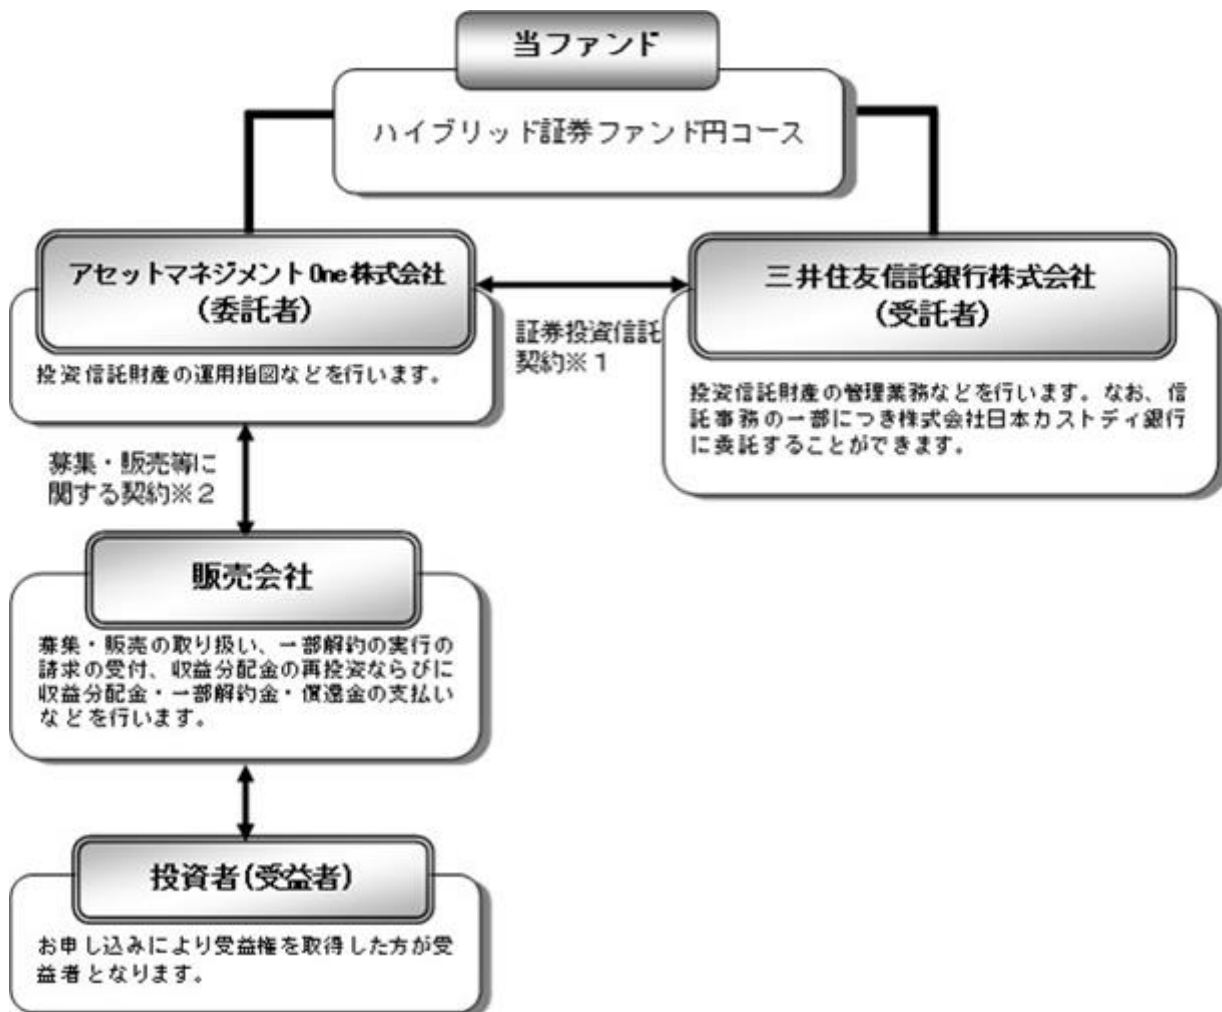 当ファンド
ハイブリッド証券ファンド円コース
アセットマネジメントOne株式会社
(委託者)
投資信託財産の運用指図などを行います。
証券投資信託
契約※1
三井住友信託銀行株式会社
(受託者)
投資信託財産の管理業務などを行います。なお、信
託事務の一部につき株式会社日本カストディ銀行
に委託することができます。
募集・販売等に
関する契約※2
販売会社
募集・販売の取り扱い、一部解約の実行の
請求の受付、収益分配金の再投資ならびに
収益分配金・一部解約金・償還金の支払い
などを行います。
投資者(受益者)
お申し込みにより受益権を取得した方が受
益者となります。